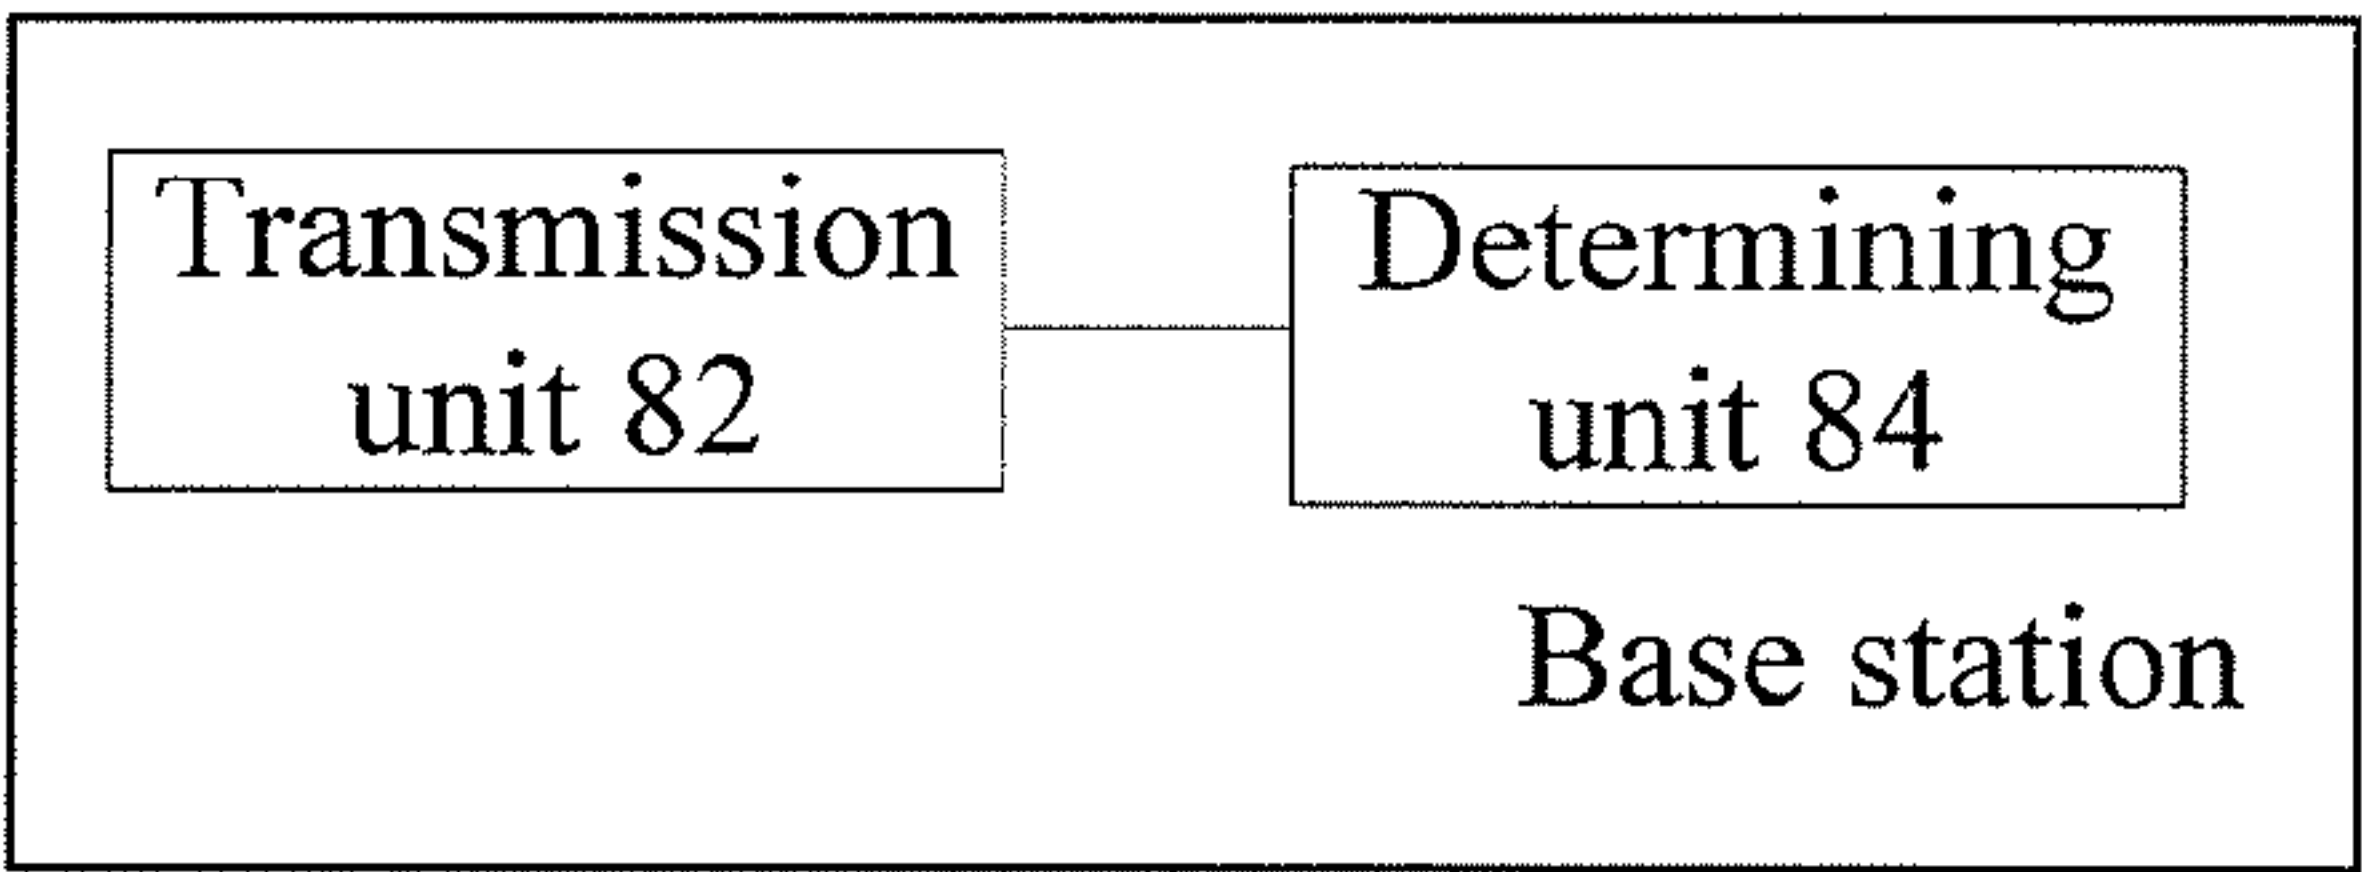 Transmission
unit 82
Determining
unit 84
Base station